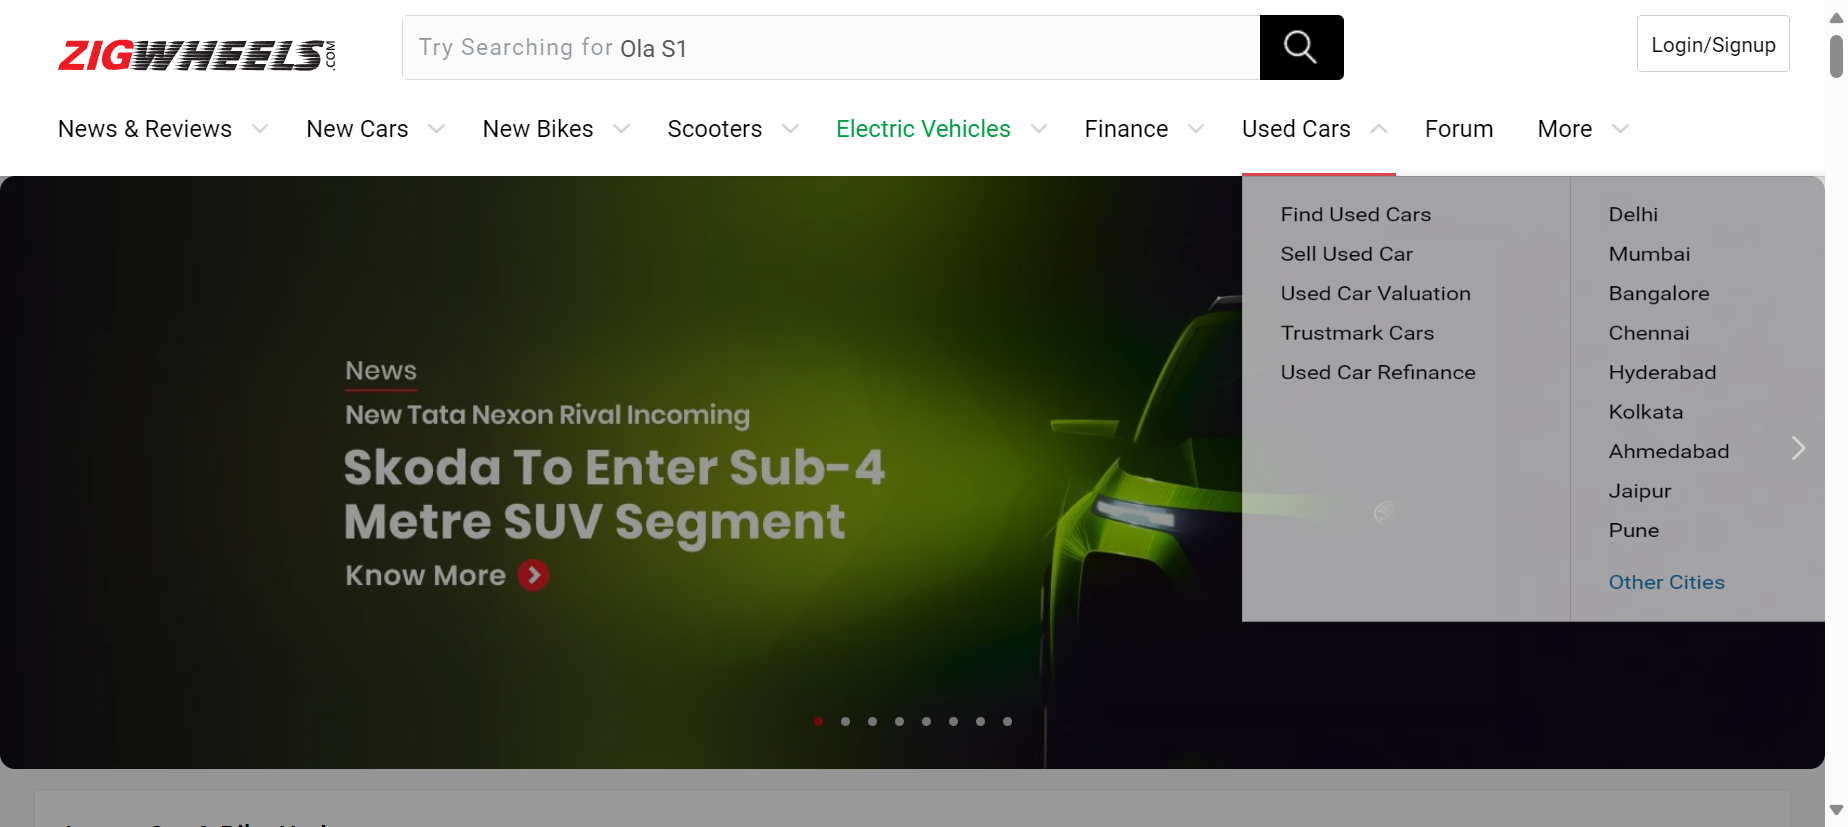 ZIGWHEELS.COM
Try Searching for Ola S1
Login/Signup
News & Reviews
New Cars
New Bikes
Scooters
Electric Vehicles
Finance
Used Cars
Forum
More
Find Used Cars
Sell Used Car
Used Car Valuation
Trustmark Cars
Used Car Refinance
Delhi
Mumbai
Bangalore
Chennai
Hyderabad
Kolkata
Ahmedabad
Jaipur
Pune
Other Cities
News
New Tata Nexon Rival Incoming
Skoda To Enter Sub-4
Metre SUV Segment
Know More